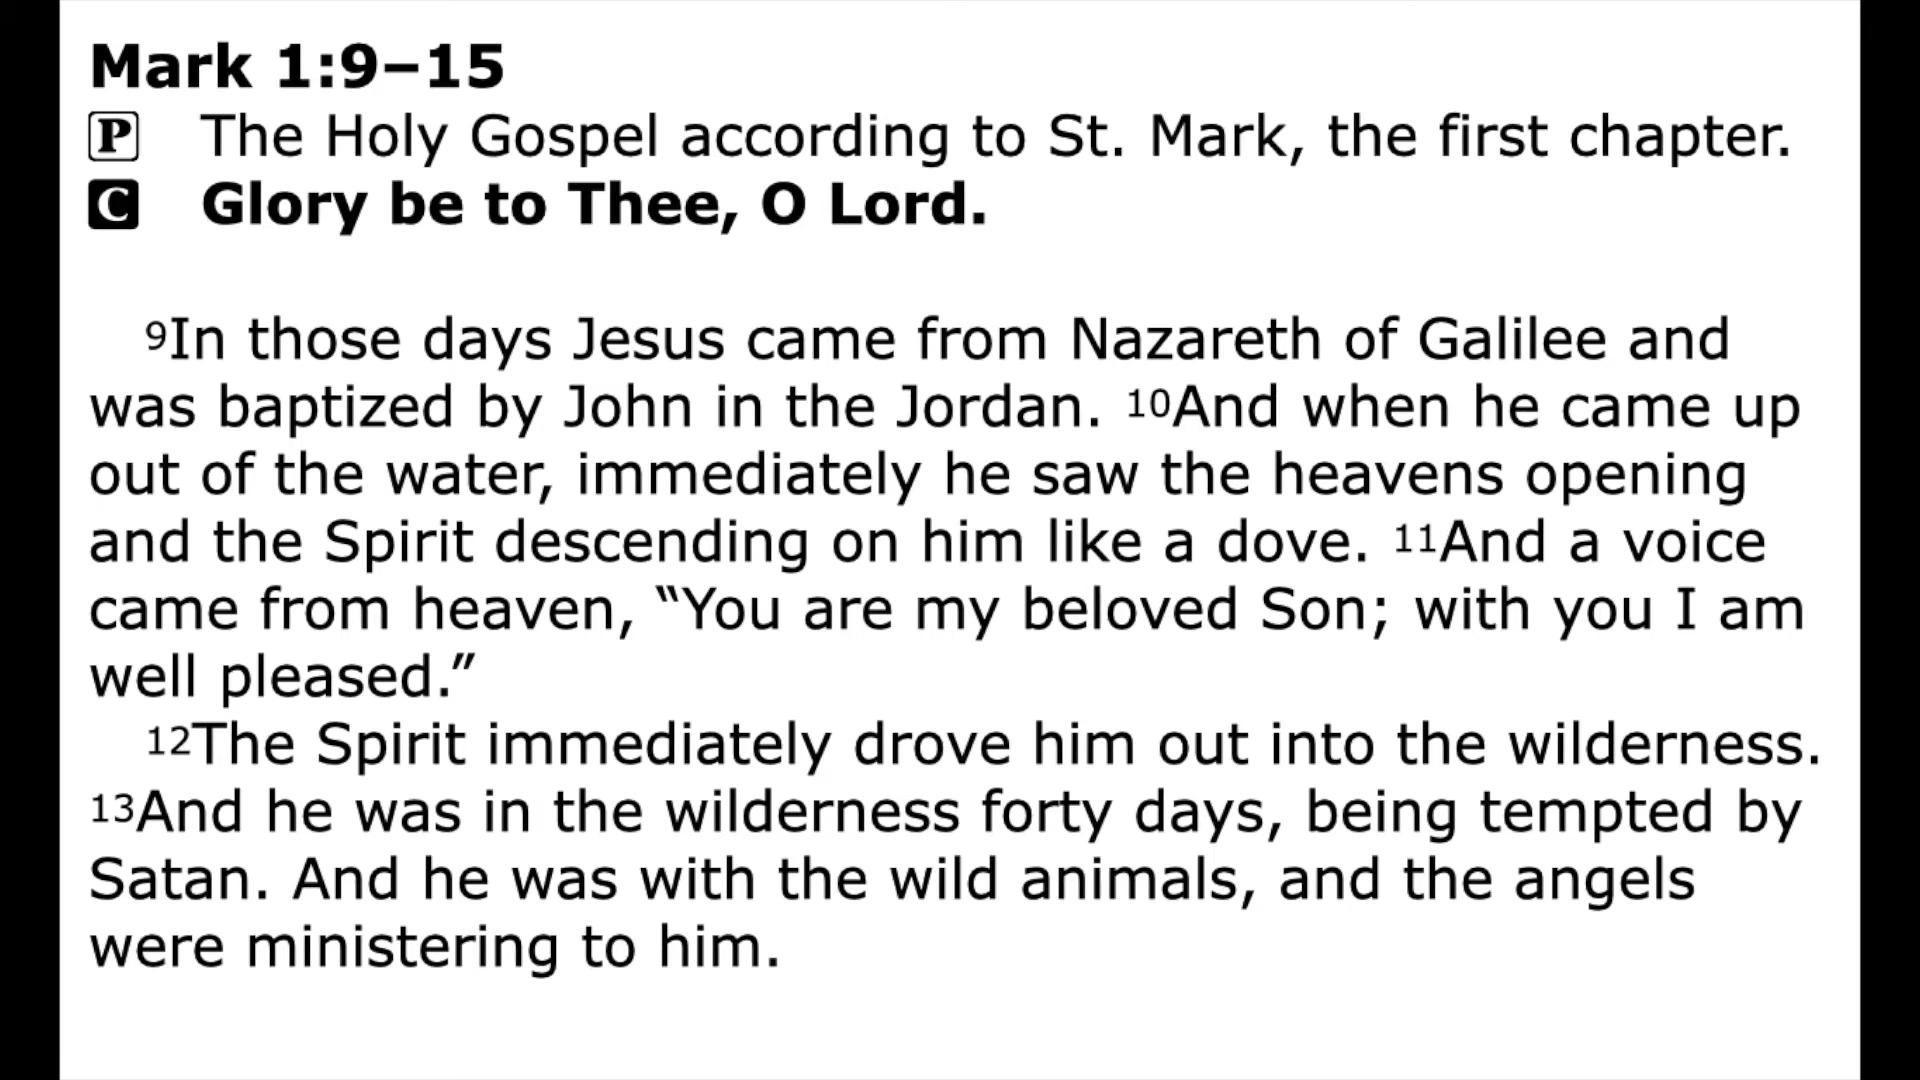 Mark 1:9–15
P The Holy Gospel according to St. Mark, the first chapter.
C Glory be to Thee, O Lord.
9In those days Jesus came from Nazareth of Galilee and
was baptized by John in the Jordan. 10And when he came up
out of the water, immediately he saw the heavens opening
and the Spirit descending on him like a dove. 11And a voice
came from heaven, “You are my beloved Son; with you I am
well pleased.”
12The Spirit immediately drove him out into the wilderness.
13And he was in the wilderness forty days, being tempted by
Satan. And he was with the wild animals, and the angels
were ministering to him.